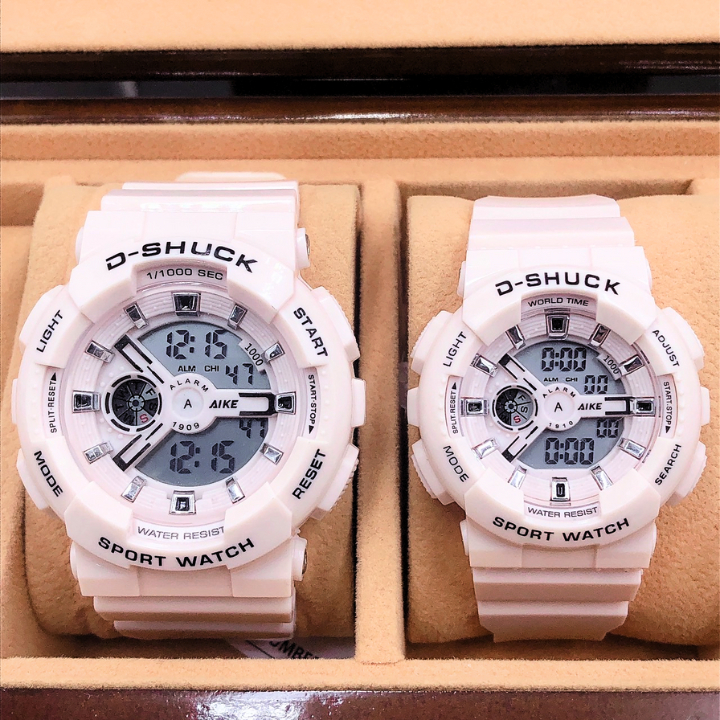 D-SHUCK
1/1000 SEC
LIGHT
START
1000
12:15
ALM CHI
47
SPLIT·RESET
START·STOP
ALARM
A
AIKE
1909
47
12:15
MODE
RESET
WATER RESIST
SPORT WATCH
D-SHUCK
WORLD TIME
LIGHT
ADJUST
1000
0:00
ALM CHI
00
SPLIT·RESET
START·STOP
ALARM
A
AIKE
1910
00
0:00
MODE
SEARCH
WATER RESIST
SPORT WATCH